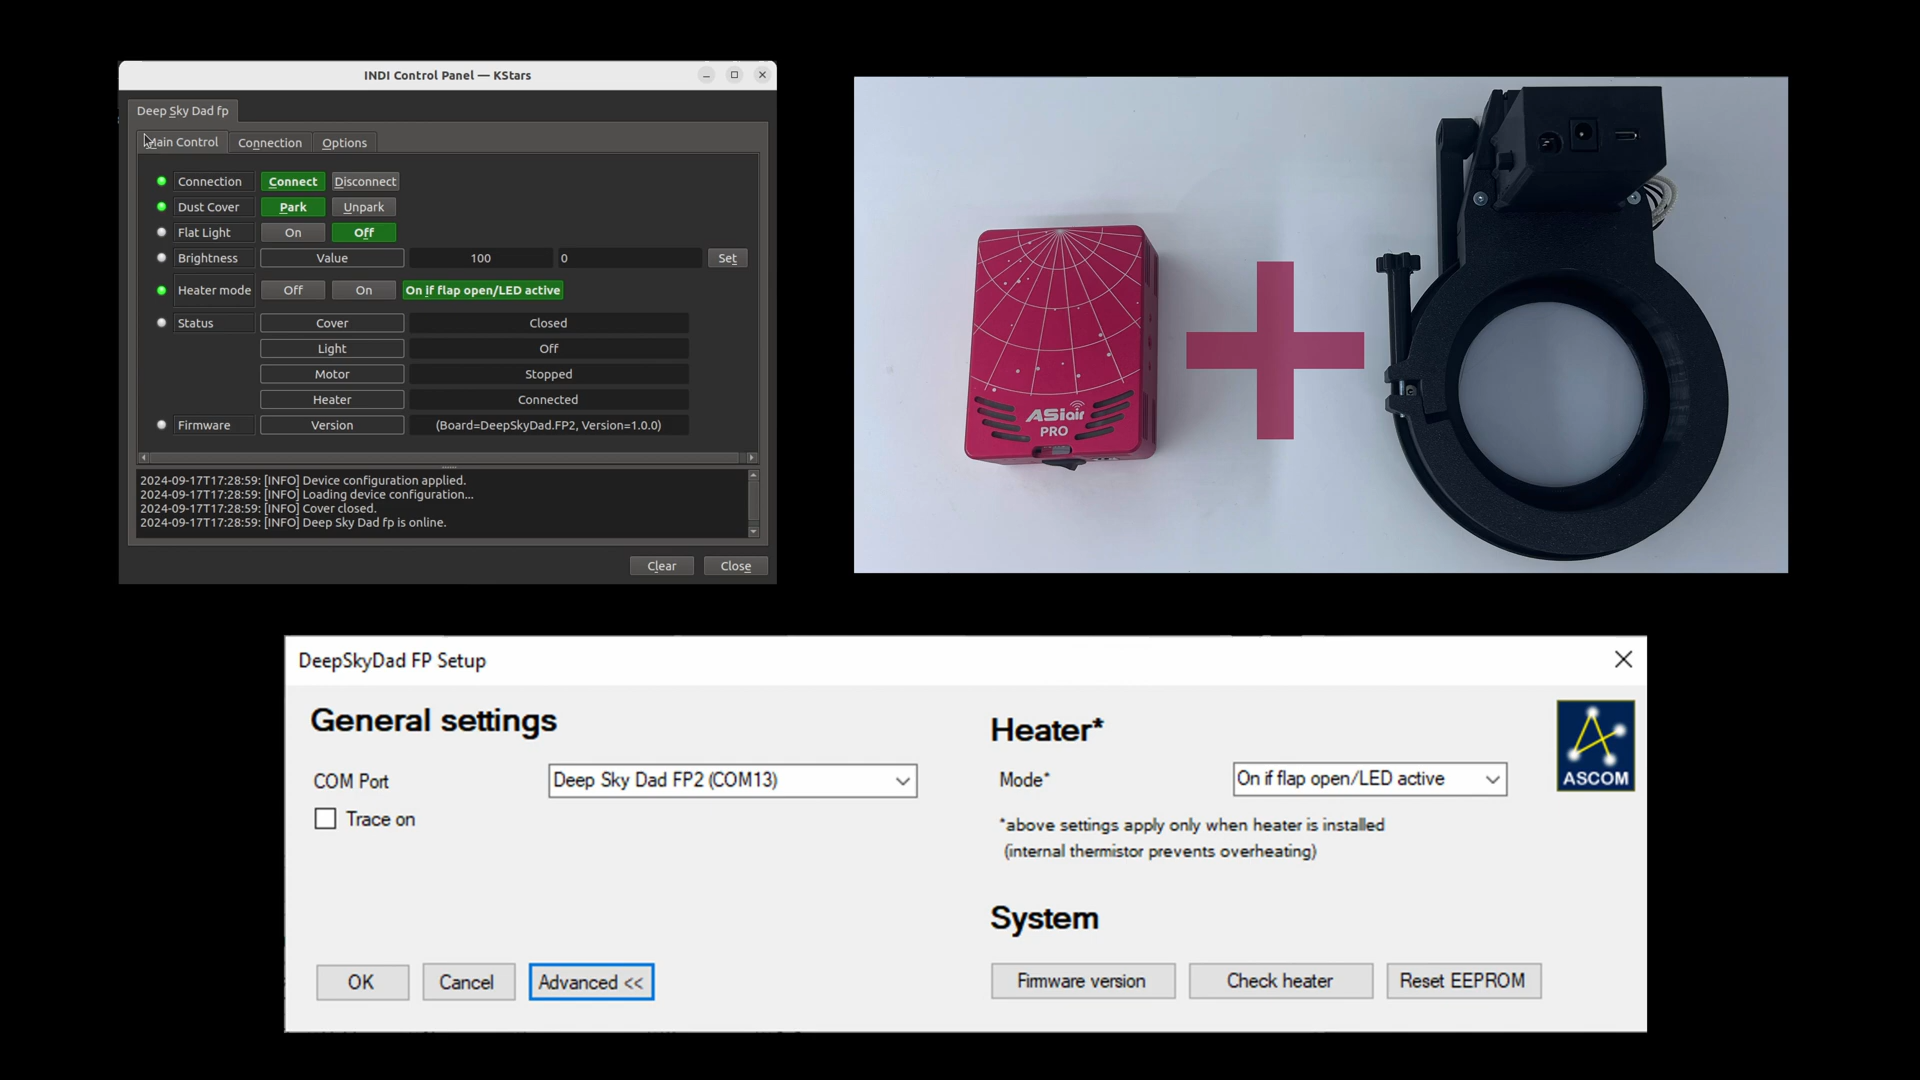 INDI Control Panel — KStars
Deep Sky Dad fp
Main Control Connection Options
Connection Connect Disconnect
Dust Cover Park Unpark
Flat Light On Off
Brightness Value 100 0 Set
Heater mode Off On On if flap open/LED active
Status Cover Closed
Light Off
Motor Stopped
Heater Connected
Firmware Version (Board=DeepSkyDad.FP2, Version=1.0.0)
2024-09-17T17:28:59: [INFO] Device configuration applied.
2024-09-17T17:28:59: [INFO] Loading device configuration...
2024-09-17T17:28:59: [INFO] Cover closed.
2024-09-17T17:28:59: [INFO] Deep Sky Dad fp is online.
Clear Close
ASiair
PRO
DeepSkyDad FP Setup
General settings
COM Port Deep Sky Dad FP2 (COM13)
Trace on
OK Cancel Advanced <<
Heater*
Mode* On if flap open/LED active
*above settings apply only when heater is installed
(internal thermistor prevents overheating)
System
Firmware version Check heater Reset EEPROM
ASCOM